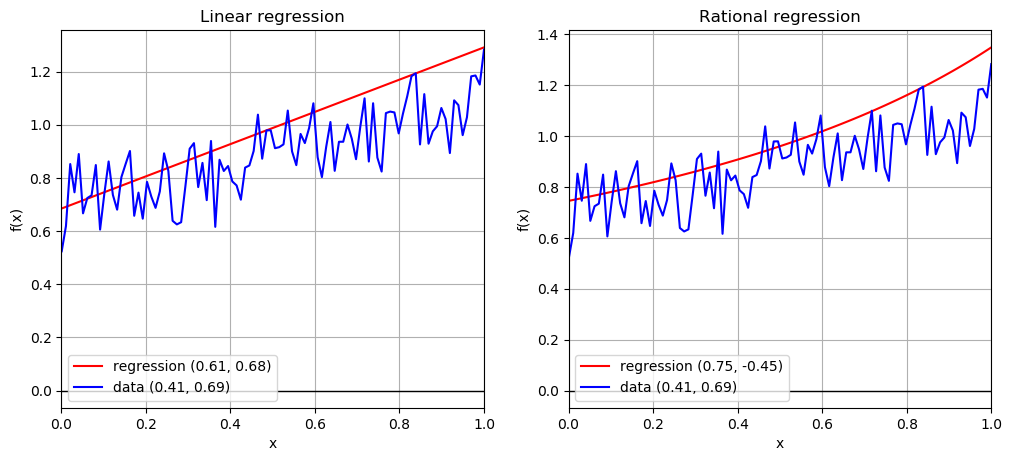 Linear regression
f(x)
1.2
1.0
0.8
0.6
0.4
0.2
0.0
regression (0.61, 0.68)
data (0.41, 0.69)
0.0 0.2 0.4 0.6 0.8 1.0
x
Rational regression
f(x)
1.4
1.2
1.0
0.8
0.6
0.4
0.2
0.0
regression (0.75, -0.45)
data (0.41, 0.69)
0.0 0.2 0.4 0.6 0.8 1.0
x